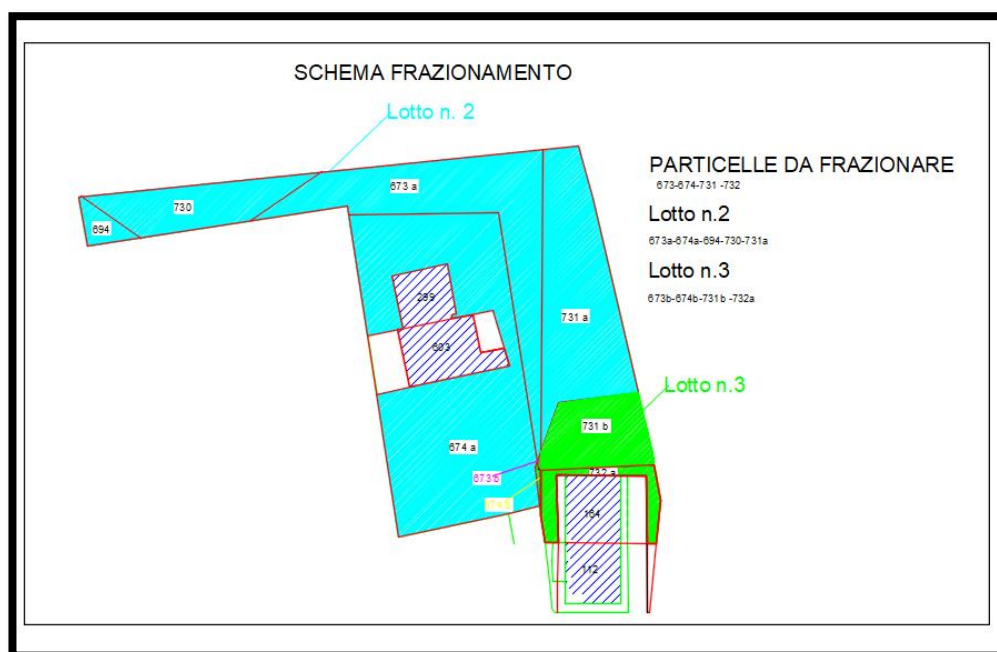 SCHEMA FRAZIONAMENTO
Lotto n. 2
673 a
730
694
PARTICELLE DA FRAZIONARE
673-674-731 -732
Lotto n.2
673a-674a-694-730-731a
Lotto n.3
673b-674b-731b -732a
299
603
731 a
Lotto n.3
731 b
674 a
732 a
673 b
164
112